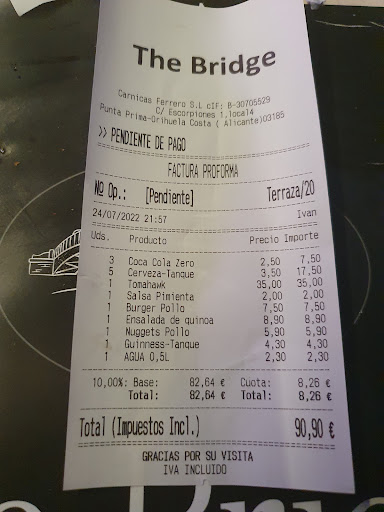 The Bridge
Carnicas Ferrero S.L cIF: B-30705529
C/ Escorpiones 1,local4
Punta Prima-Orihuela Costa ( Alicante)03185
>> PENDIENTE DE PAGO
FACTURA PROFORMA
Nº Op.: [Pendiente] Terraza/20
24/07/2022 21:57 Ivan
Uds. Producto Precio Importe
3 Coca Cola Zero 2,50 7,50
5 Cerveza-Tanque 3,50 17,50
1 Tomahawk 35,00 35,00
1 Salsa Pimienta 2,00 2,00
1 Burger Pollo 7,50 7,50
1 Ensalada de quinoa 8,90 8,90
1 Nuggets Pollo 5,90 5,90
1 Guinness-Tanque 4,30 4,30
1 AGUA 0,5L 2,30 2,30
10,00%: Base: 82,64 € Cuota: 8,26 €
Total: 82,64 € Total: 8,26 €
Total (Impuestos Incl.) 90,90 €
GRACIAS POR SU VISITA
IVA INCLUIDO